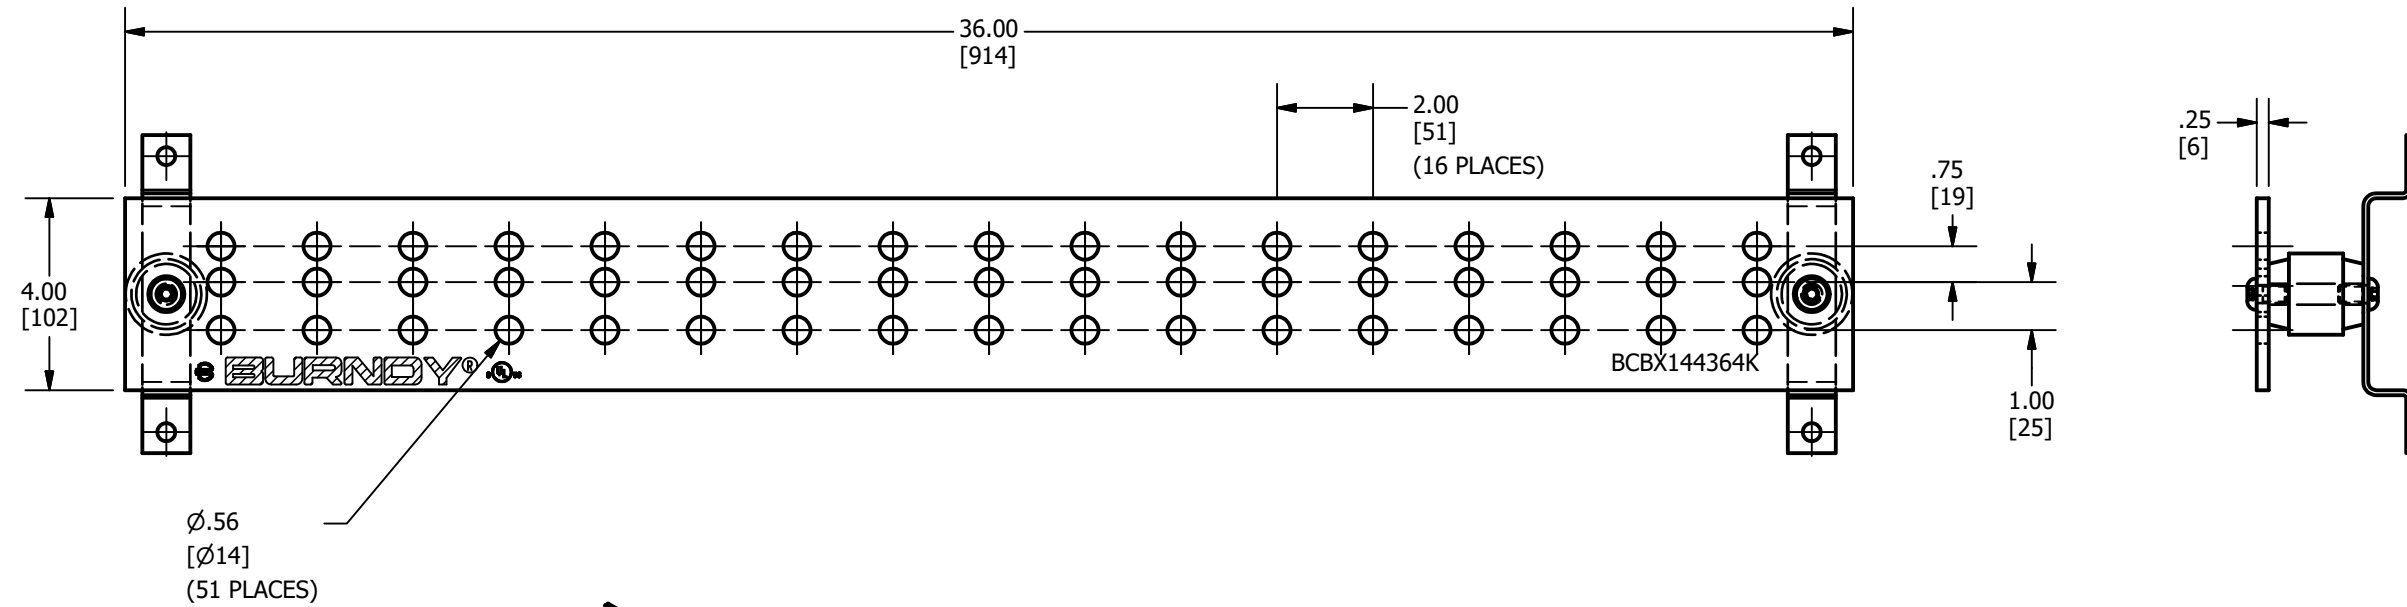 36.00
[914]
2.00
[51]
(16 PLACES)
.25
[6]
.75
[19]
4.00
[102]
BURNDY®
UL
BCBX144364K
1.00
[25]
Ø.56
[Ø14]
(51 PLACES)